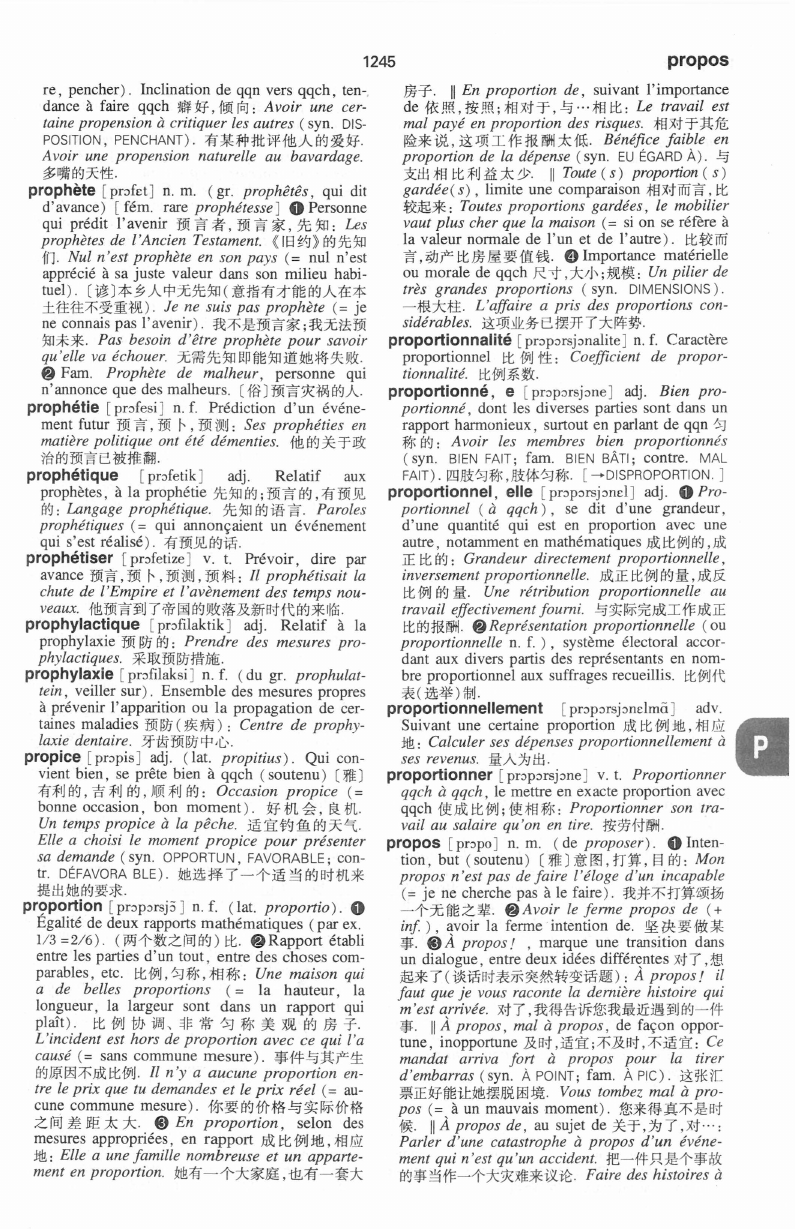 1245
propos
re, pencher). Inclination de qqn vers qqch, ten-
dance à faire qqch 癖好,倾向: Avoir une cer-
taine propension à critiquer les autres (syn. DIS-
POSITION, PENCHANT). 有某种批评他人的爱好.
Avoir une propension naturelle au bavardage.
多嘴的天性.
prophète [prɔfɛt] n. m. (gr. prophêtês, qui dit
d'avance) [fém. rare prophétesse] ❶ Personne
qui prédit l'avenir 预言者,预言家,先知: Les
prophètes de l'Ancien Testament.《旧约》的先知
们. Nul n'est prophète en son pays (= nul n'est
apprécié à sa juste valeur dans son milieu habi-
tuel). 〔谚〕本乡人中无先知(意指有才能的人在本
土往往不受重视). Je ne suis pas prophète (= je
ne connais pas l'avenir). 我不是预言家;我无法预
知未来. Pas besoin d'être prophète pour savoir
qu'elle va échouer. 无需先知即能知道她将失败.
❷ Fam. Prophète de malheur, personne qui
n'annonce que des malheurs. 〔俗〕预言灾祸的人.
prophétie [prɔfesi] n. f. Prédiction d'un événe-
ment futur 预言,预卜,预测: Ses prophéties en
matière politique ont été démenties. 他的关于政
治的预言已被推翻.
prophétique [prɔfetik] adj. Relatif aux
prophètes, à la prophétie 先知的;预言的,有预见
的: Langage prophétique. 先知的语言. Paroles
prophétiques (= qui annonçaient un événement
qui s'est réalisé). 有预见的话.
prophétiser [prɔfetize] v. t. Prévoir, dire par
avance 预言,预卜,预测,预料: Il prophétisait la
chute de l'Empire et l'avènement des temps nou-
veaux. 他预言到了帝国的败落及新时代的来临.
prophylactique [prɔfilaktik] adj. Relatif à la
prophylaxie 预防的: Prendre des mesures pro-
phylactiques. 采取预防措施.
prophylaxie [prɔfilaksi] n. f. (du gr. prophulat-
tein, veiller sur). Ensemble des mesures propres
à prévenir l'apparition ou la propagation de cer-
taines maladies 预防(疾病): Centre de prophy-
laxie dentaire. 牙齿预防中心.
propice [prɔpis] adj. (lat. propitius). Qui con-
vient bien, se prête bien à qqch (soutenu) [雅]
有利的,吉利的,顺利的: Occasion propice (=
bonne occasion, bon moment). 好机会,良机.
Un temps propice à la pêche. 适宜钓鱼的天气.
Elle a choisi le moment propice pour présenter
sa demande (syn. OPPORTUN, FAVORABLE; con-
tr. DÉFAVORA BLE). 她选择了一个适当的时机来
提出她的要求.
proportion [prɔpɔrsjɔ̃] n. f. (lat. proportio). ❶
Égalité de deux rapports mathématiques (par ex.
1/3 =2/6). (两个数之间的)比. ❷Rapport établi
entre les parties d'un tout, entre des choses com-
parables, etc. 比例,匀称,相称: Une maison qui
a de belles proportions (= la hauteur, la
longueur, la largeur sont dans un rapport qui
plaît). 比例协调、非常匀称美观的房子.
L'incident est hors de proportion avec ce qui l'a
causé (= sans commune mesure). 事件与其产生
的原因不成比例. Il n'y a aucune proportion en-
tre le prix que tu demandes et le prix réel (= au-
cune commune mesure). 你要的价格与实际价格
之间差距太大. ❸ En proportion, selon des
mesures appropriées, en rapport 成比例地,相应
地: Elle a une famille nombreuse et un apparte-
ment en proportion. 她有一个大家庭,也有一套大
房子. ‖ En proportion de, suivant l'importance
de 依照,按照;相对于,与…相比: Le travail est
mal payé en proportion des risques. 相对于其危
险来说,这项工作报酬太低. Bénéfice faible en
proportion de la dépense (syn. EU ÉGARD À). 与
支出相比利益太少. ‖ Toute(s) proportion(s)
gardée(s), limite une comparaison 相对而言,比
较起来: Toutes proportions gardées, le mobilier
vaut plus cher que la maison (= si on se réfère à
la valeur normale de l'un et de l'autre). 比较而
言,动产比房屋要值钱. ❹ Importance matérielle
ou morale de qqch 尺寸,大小;规模: Un pilier de
très grandes proportions (syn. DIMENSIONS).
一根大柱. L'affaire a pris des proportions con-
sidérables. 这项业务已摆开了大阵势.
proportionnalité [prɔpɔrsjɔnalite] n. f. Caractère
proportionnel 比例性: Coefficient de propor-
tionnalité. 比例系数.
proportionné, e [prɔpɔrsjɔne] adj. Bien pro-
portionné, dont les diverses parties sont dans un
rapport harmonieux, surtout en parlant de qqn 匀
称的: Avoir les membres bien proportionnés
(syn. BIEN FAIT; fam. BIEN BÂTI; contre. MAL
FAIT). 四肢匀称,肢体匀称. [→DISPROPORTION.]
proportionnel, elle [prɔpɔrsjɔnɛl] adj. ❶ Pro-
portionnel (à qqch), se dit d'une grandeur,
d'une quantité qui est en proportion avec une
autre, notamment en mathématiques 成比例的,成
正比的: Grandeur directement proportionnelle,
inversement proportionnelle. 成正比例的量,成反
比例的量. Une rétribution proportionnelle au
travail effectivement fourni. 与实际完成工作成正
比的报酬. ❷Représentation proportionnelle (ou
proportionnelle n. f.), système électoral accor-
dant aux divers partis des représentants en nom-
bre proportionnel aux suffrages recueillis. 比例代
表(选举)制.
proportionnellement [prɔpɔrsjɔnɛlmɑ̃] adv.
Suivant une certaine proportion 成比例地,相应
地: Calculer ses dépenses proportionnellement à
ses revenus. 量入为出.
proportionner [prɔpɔrsjɔne] v. t. Proportionner
qqch à qqch, le mettre en exacte proportion avec
qqch 使成比例;使相称: Proportionner son tra-
vail au salaire qu'on en tire. 按劳付酬.
propos [prɔpo] n. m. (de proposer). ❶ Inten-
tion, but (soutenu) 〔雅〕意图,打算,目的: Mon
propos n'est pas de faire l'éloge d'un incapable
(= je ne cherche pas à le faire). 我并不打算颂扬
一个无能之辈. ❷Avoir le ferme propos de (+
inf.), avoir la ferme intention de. 坚决要做某
事. ❸À propos!, marque une transition dans
un dialogue, entre deux idées différentes 对了,想
起来了(谈话时表示突然转变话题): À propos! il
faut que je vous raconte la dernière histoire qui
m'est arrivée. 对了,我得告诉您我最近遇到的一件
事. ‖ À propos, mal à propos, de façon oppor-
tune, inopportune 及时,适宜;不及时,不适宜: Ce
mandat arriva fort à propos pour la tirer
d'embarras (syn. À POINT; fam. À PIC). 这张汇
票正好能让她摆脱困境. Vous tombez mal à pro-
pos (= à un mauvais moment). 您来得真不是时
候. ‖ À propos de, au sujet de 关于,为了,对…:
Parler d'une catastrophe à propos d'un événe-
ment qui n'est qu'un accident. 把一件只是个事故
的事当作一个大灾难来议论. Faire des histoires à
P